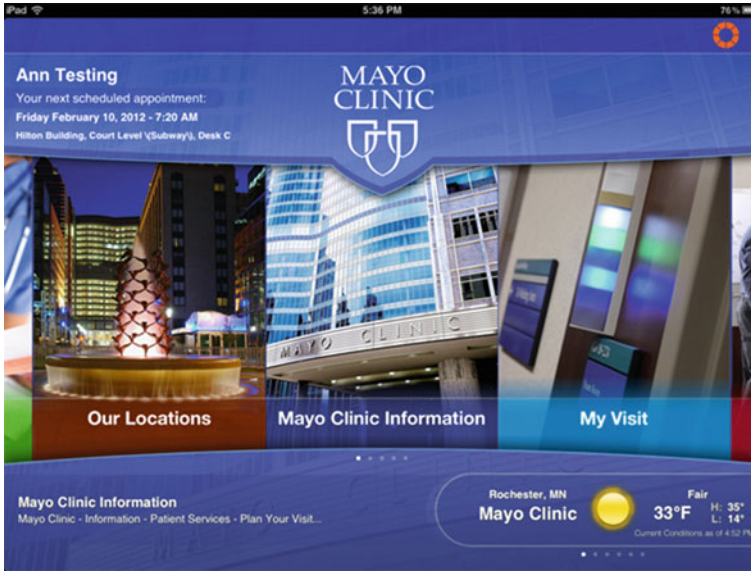 iPad 5:36 PM 76%
Ann Testing
Your next scheduled appointment:
Friday February 10, 2012 - 7:20 AM
Hilton Building, Court Level \(Subway\), Desk C
MAYO
CLINIC
MAYO CLINIC
Our Locations
Mayo Clinic Information
My Visit
Mayo Clinic Information
Mayo Clinic - Information - Patient Services - Plan Your Visit...
Rochester, MN
Mayo Clinic
33°F
Fair
H: 35°
L: 14°
Current Conditions as of 4:52 PM